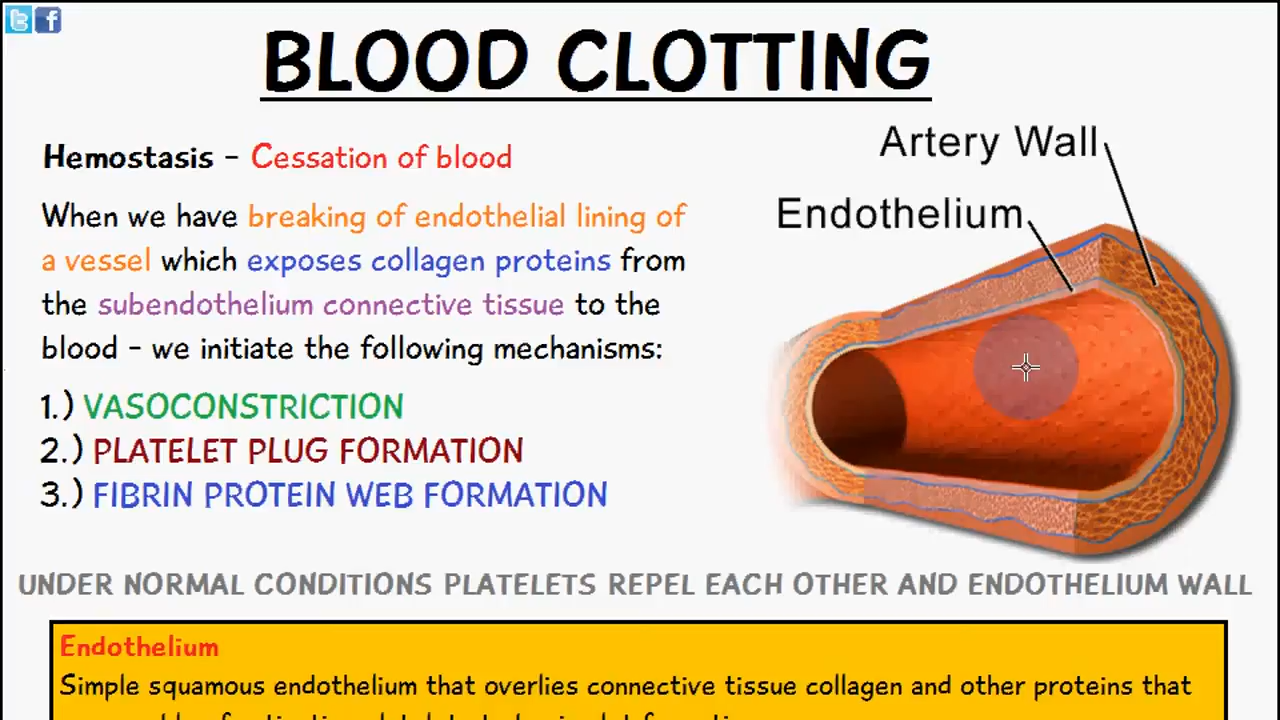 BLOOD CLOTTING
Hemostasis - Cessation of blood
When we have breaking of endothelial lining of
a vessel which exposes collagen proteins from
the subendothelium connective tissue to the
blood - we initiate the following mechanisms:
1.) VASOCONSTRICTION
2.) PLATELET PLUG FORMATION
3.) FIBRIN PROTEIN WEB FORMATION
Artery Wall
Endothelium
UNDER NORMAL CONDITIONS PLATELETS REPEL EACH OTHER AND ENDOTHELIUM WALL
Endothelium
Simple squamous endothelium that overlies connective tissue collagen and other proteins that